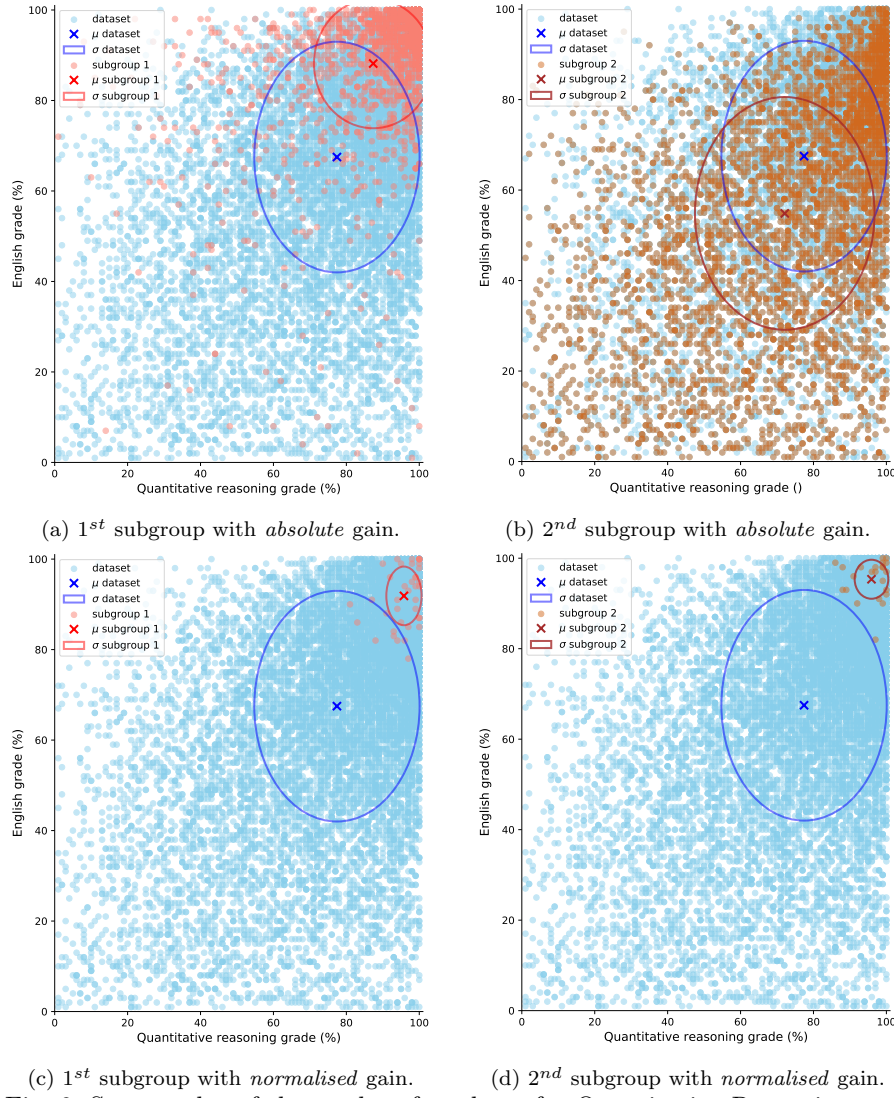 100
80
60
40
20
0
English grade (%)
dataset
μ dataset
σ dataset
subgroup 1
μ subgroup 1
σ subgroup 1
0 20 40 60 80 100
Quantitative reasoning grade (%)
(a) 1st subgroup with absolute gain.
100
80
60
40
20
0
English grade (%)
dataset
μ dataset
σ dataset
subgroup 2
μ subgroup 2
σ subgroup 2
0 20 40 60 80 100
Quantitative reasoning grade ()
(b) 2nd subgroup with absolute gain.
100
80
60
40
20
0
English grade (%)
dataset
μ dataset
σ dataset
subgroup 1
μ subgroup 1
σ subgroup 1
0 20 40 60 80 100
Quantitative reasoning grade (%)
(c) 1st subgroup with normalised gain.
100
80
60
40
20
0
English grade (%)
dataset
μ dataset
σ dataset
subgroup 2
μ subgroup 2
σ subgroup 2
0 20 40 60 80 100
Quantitative reasoning grade (%)
(d) 2nd subgroup with normalised gain.